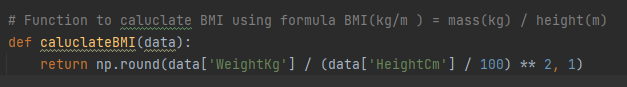 # Function to caluclate BMI using formula BMI(kg/m ) = mass(kg) / height(m)
def caluclateBMI(data):
    return np.round(data['WeightKg'] / (data['HeightCm'] / 100) ** 2, 1)